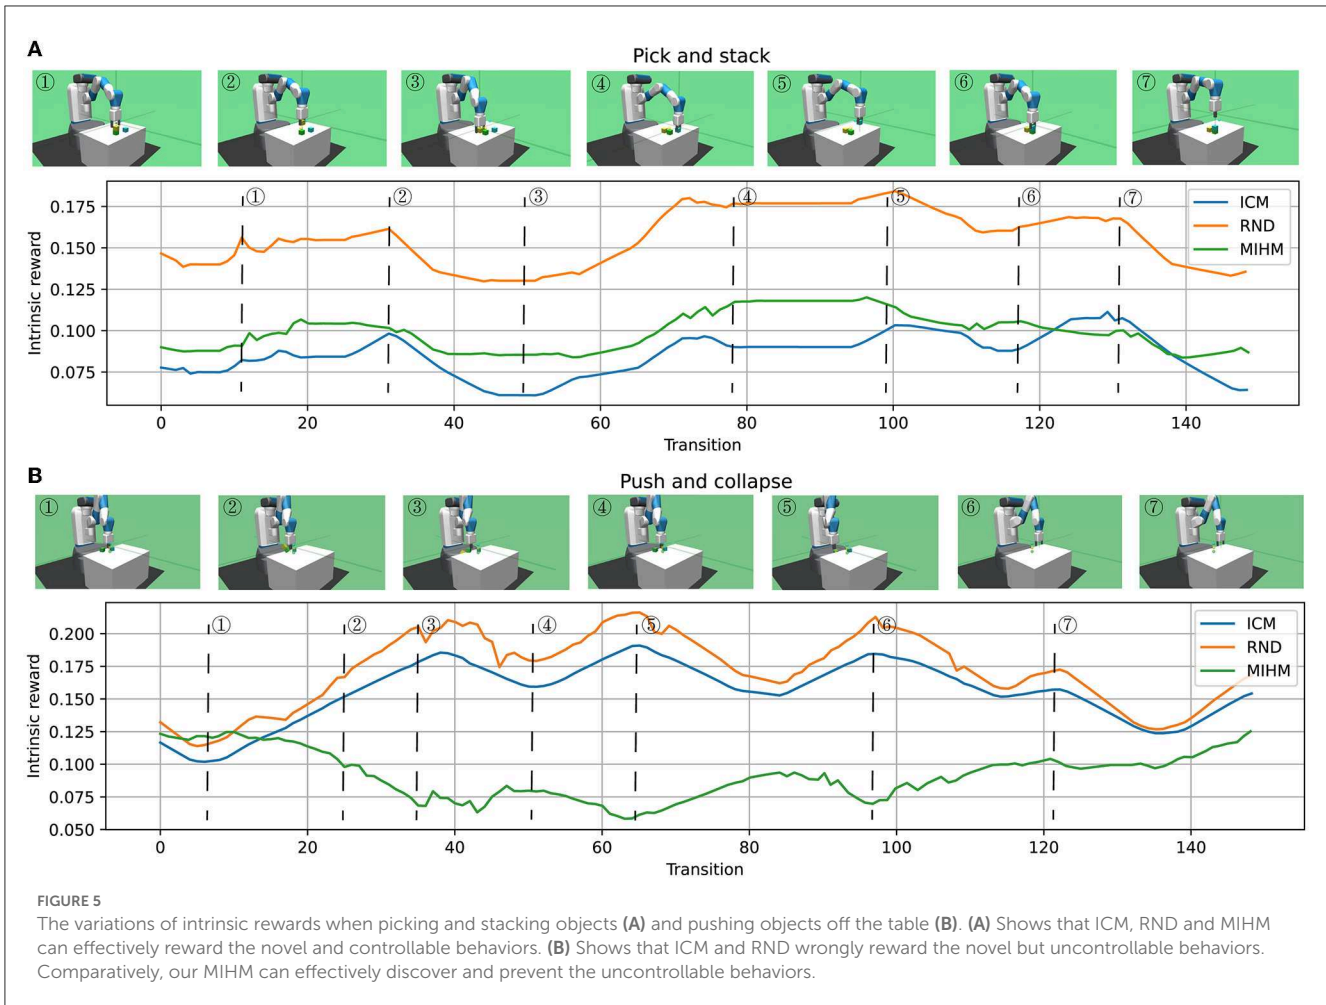 A
Pick and stack
① ② ③ ④ ⑤ ⑥ ⑦
① ② ③ ④ ⑤ ⑥ ⑦
ICM
RND
MIHM
Intrinsic reward
0.175
0.150
0.125
0.100
0.075
0 20 40 60 80 100 120 140
Transition
B
Push and collapse
① ② ③ ④ ⑤ ⑥ ⑦
① ② ③ ④ ⑤ ⑥ ⑦
ICM
RND
MIHM
Intrinsic reward
0.200
0.175
0.150
0.125
0.100
0.075
0.050
0 20 40 60 80 100 120 140
Transition
FIGURE 5
The variations of intrinsic rewards when picking and stacking objects (A) and pushing objects off the table (B). (A) Shows that ICM, RND and MIHM
can effectively reward the novel and controllable behaviors. (B) Shows that ICM and RND wrongly reward the novel but uncontrollable behaviors.
Comparatively, our MIHM can effectively discover and prevent the uncontrollable behaviors.